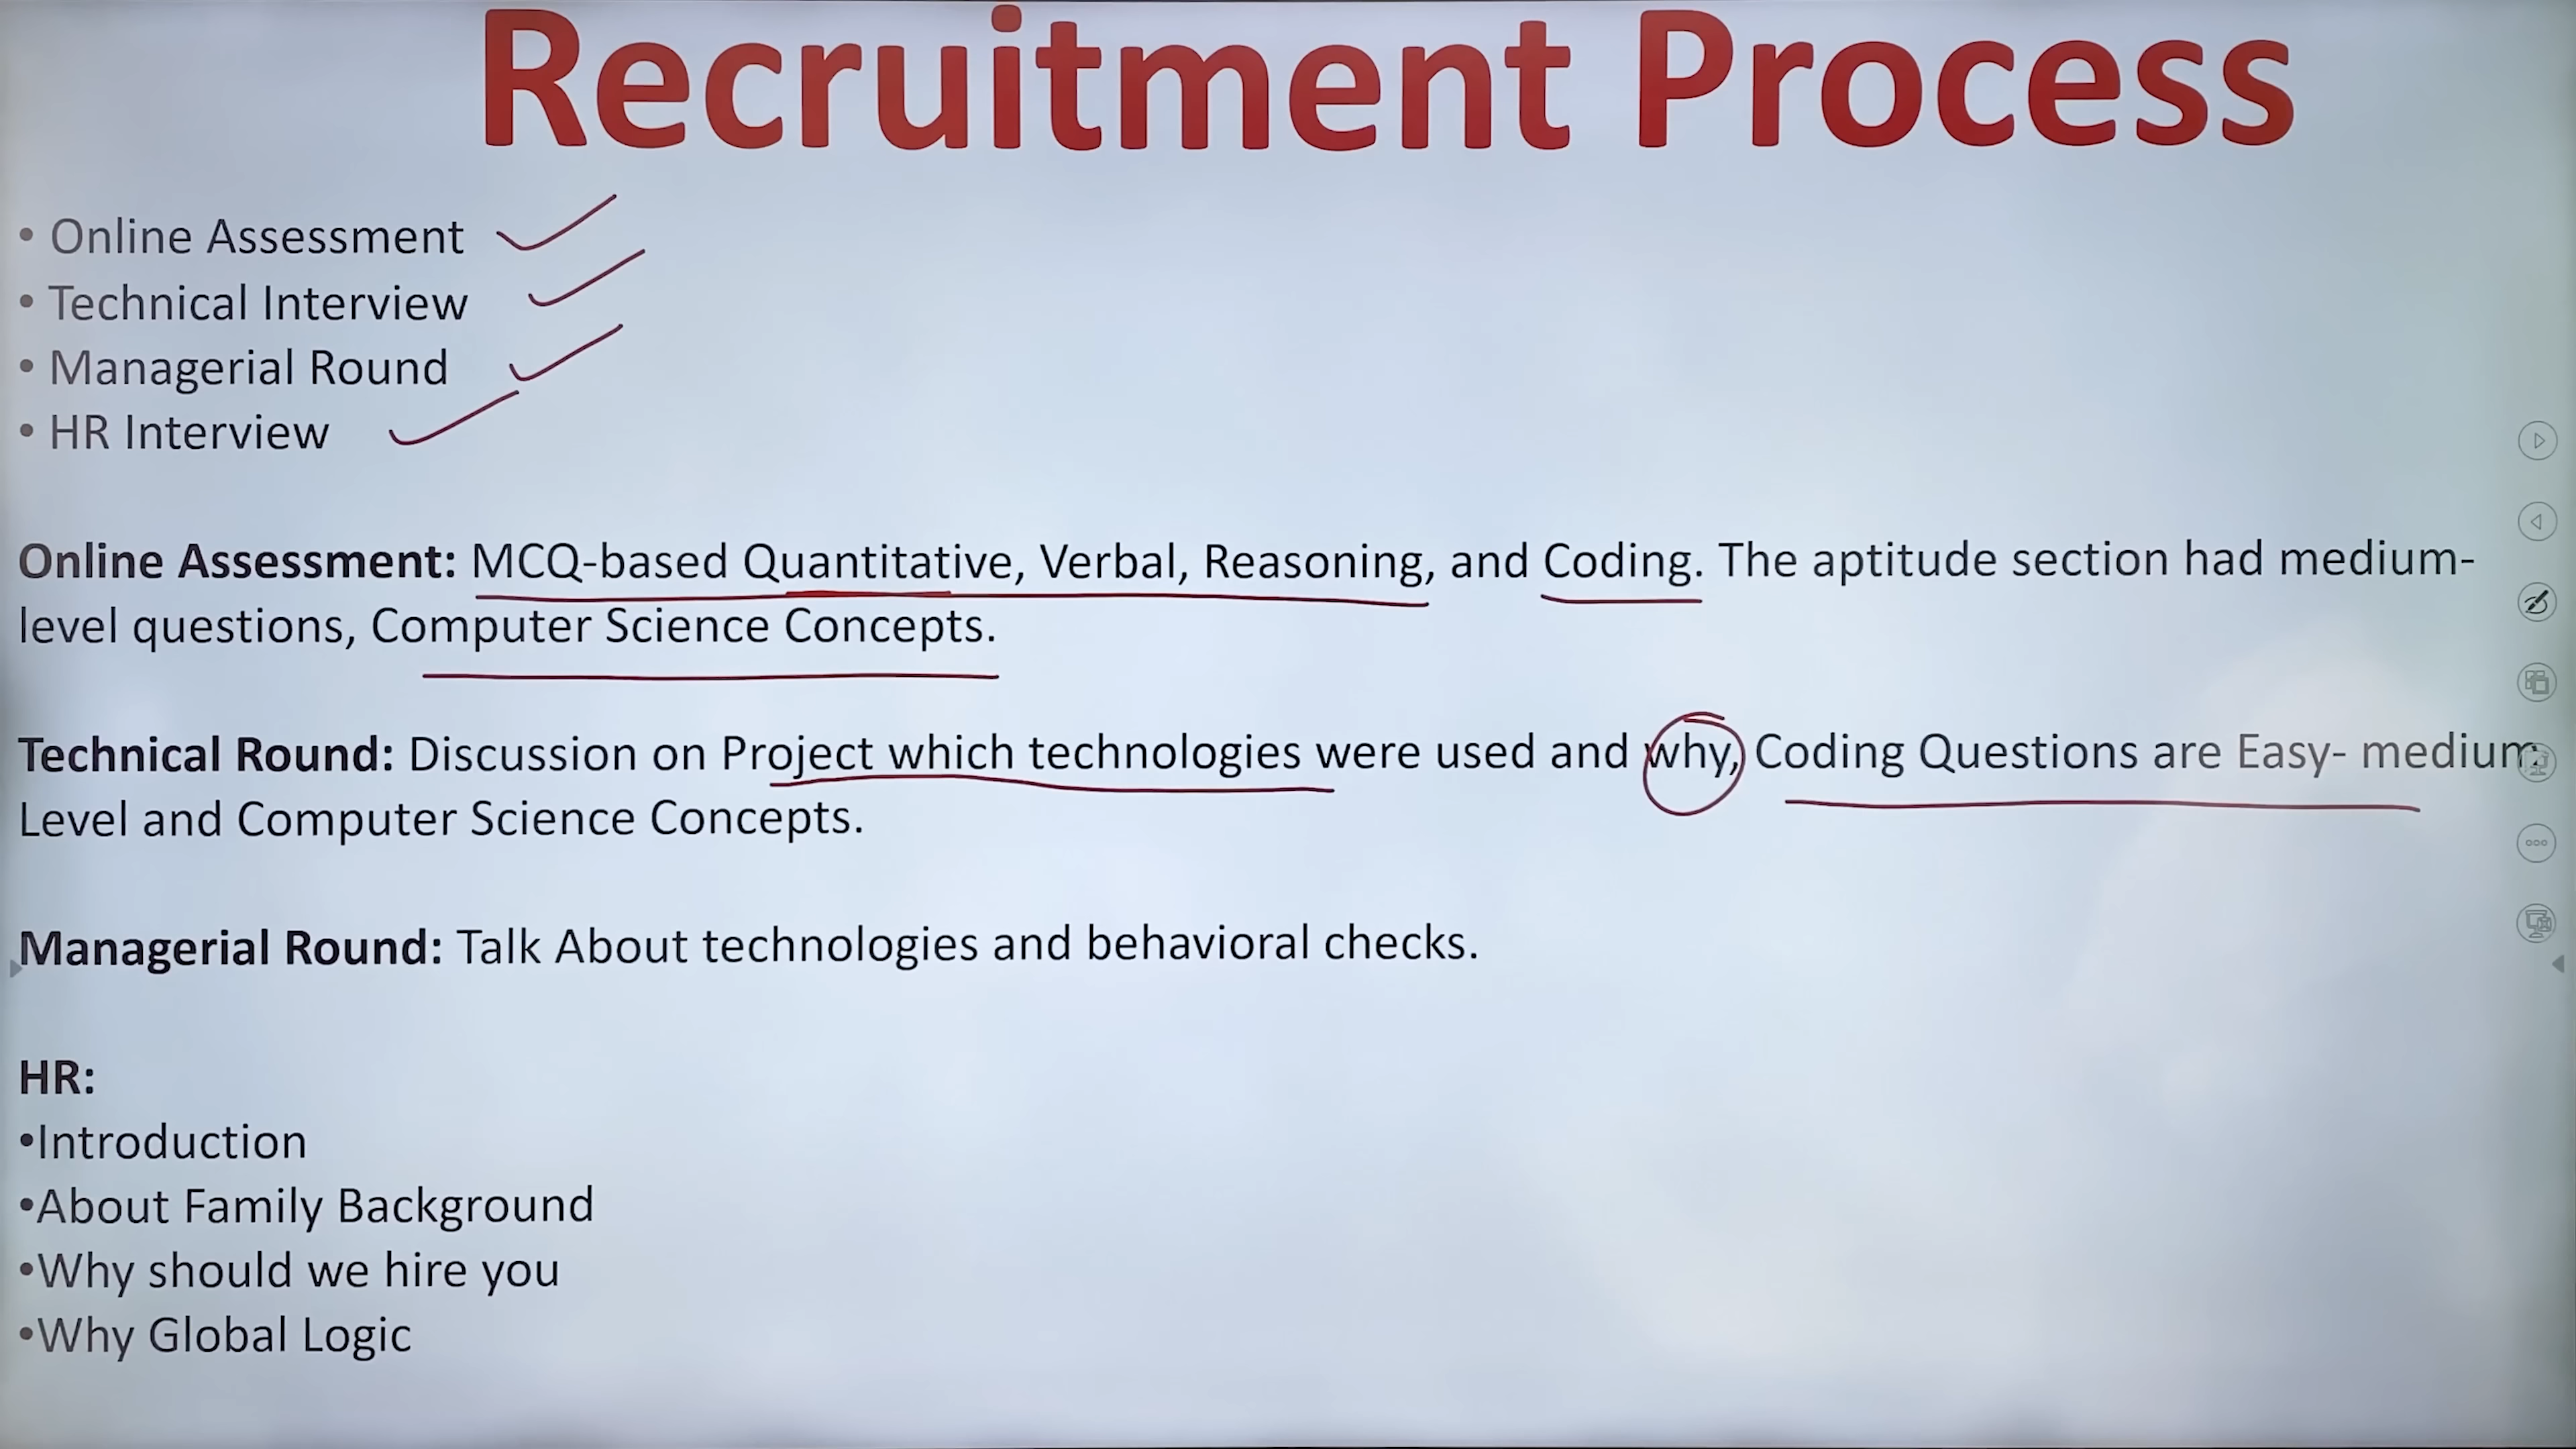 Recruitment Process
• Online Assessment
• Technical Interview
• Managerial Round
• HR Interview
Online Assessment: MCQ-based Quantitative, Verbal, Reasoning, and Coding. The aptitude section had medium-
level questions, Computer Science Concepts.
Technical Round: Discussion on Project which technologies were used and why, Coding Questions are Easy- medium
Level and Computer Science Concepts.
Managerial Round: Talk About technologies and behavioral checks.
HR:
•Introduction
•About Family Background
•Why should we hire you
•Why Global Logic